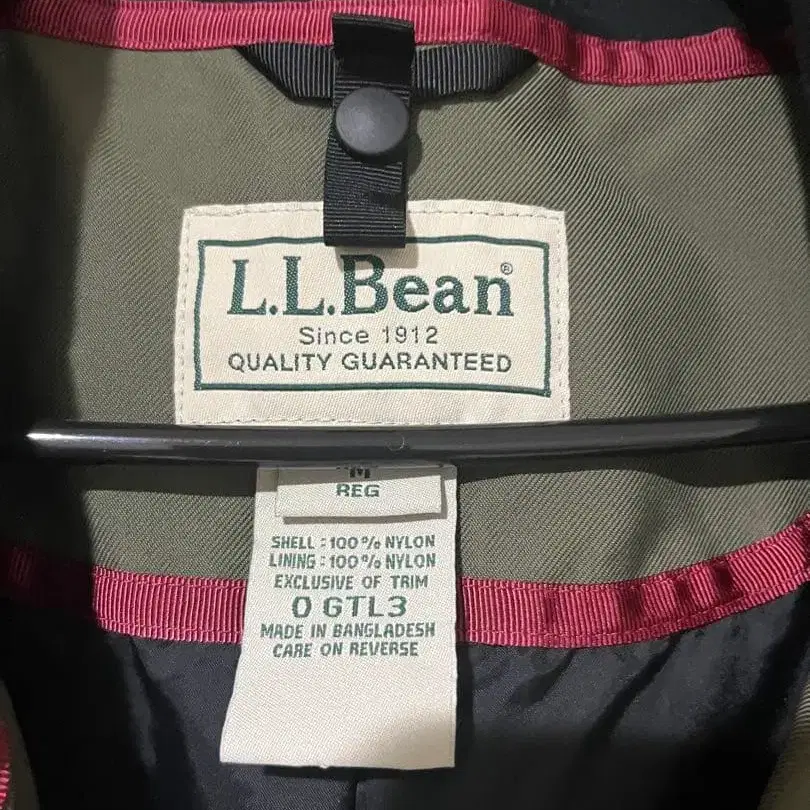 L.L.Bean®
Since 1912
QUALITY GUARANTEED
M
REG
SHELL : 100% NYLON
LINING : 100% NYLON
EXCLUSIVE OF TRIM
0 GTL3
MADE IN BANGLADESH
CARE ON REVERSE